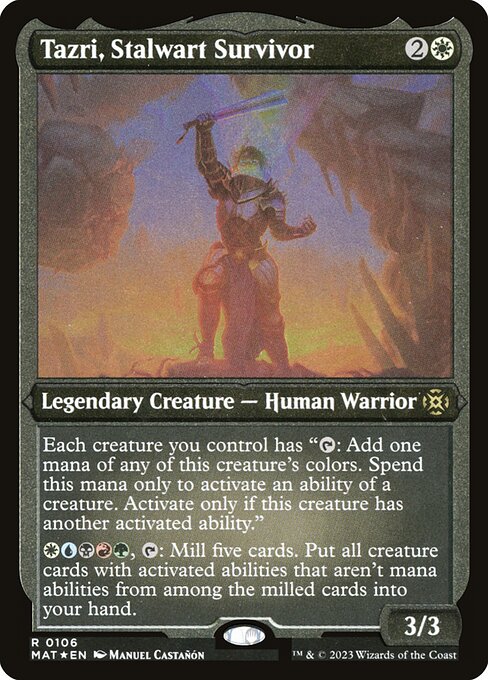 Tazri, Stalwart Survivor 2
Legendary Creature — Human Warrior
Each creature you control has “: Add one
mana of any of this creature’s colors. Spend
this mana only to activate an ability of a
creature. Activate only if this creature has
another activated ability.”
, : Mill five cards. Put all creature
cards with activated abilities that aren’t mana
abilities from among the milled cards into
your hand.
3/3
R 0106
MAT★EN Manuel Castañón ™ & © 2023 Wizards of the Coast